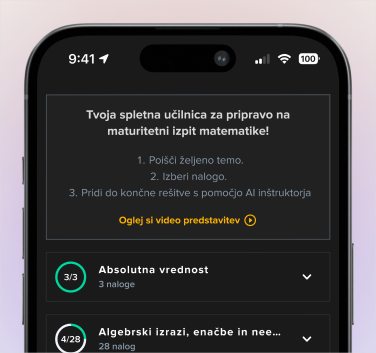 9:41
100
Tvoja spletna učilnica za pripravo na
maturitetni izpit matematike!
1. Poišči željeno temo.
2. Izberi nalogo.
3. Pridi do končne rešitve s pomočjo AI inštruktorja
Oglej si video predstavitev
3/3
Absolutna vrednost
3 naloge
4/28
Algebrski izrazi, enačbe in nee...
28 nalog